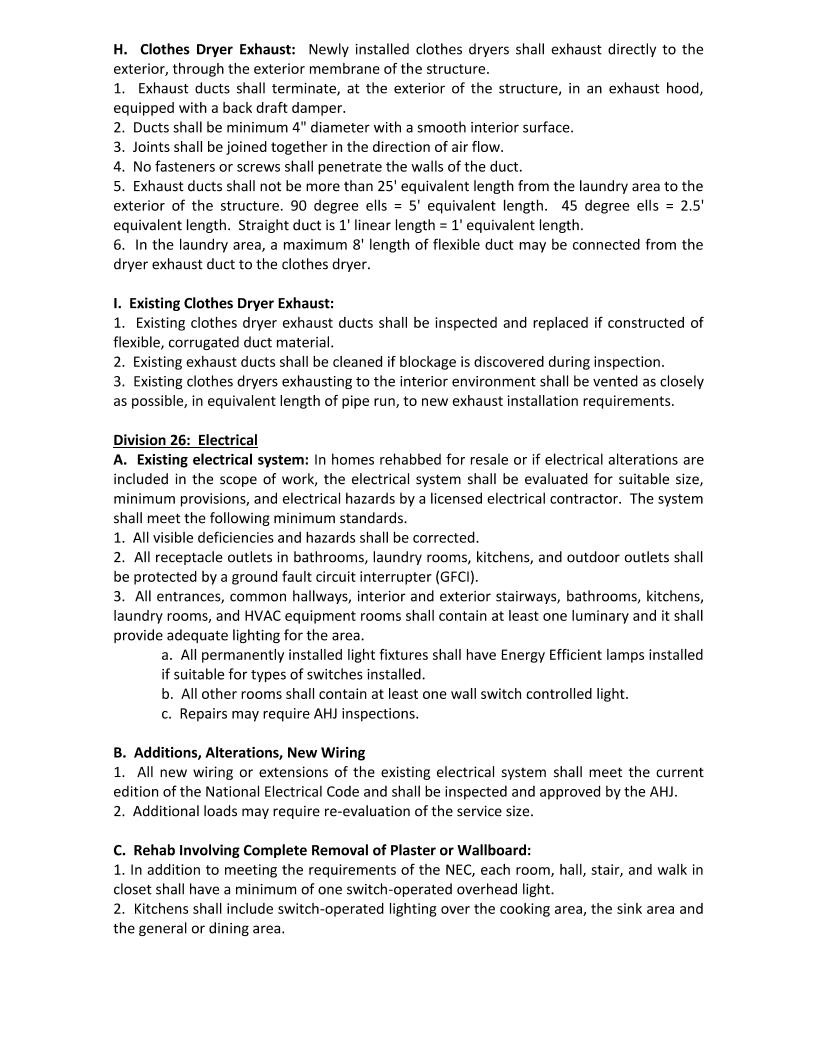 H.  Clothes Dryer Exhaust:  Newly installed clothes dryers shall exhaust directly to the
exterior, through the exterior membrane of the structure.
1.  Exhaust ducts shall terminate, at the exterior of the structure, in an exhaust hood,
equipped with a back draft damper.
2.  Ducts shall be minimum 4" diameter with a smooth interior surface.
3.  Joints shall be joined together in the direction of air flow.
4.  No fasteners or screws shall penetrate the walls of the duct.
5.  Exhaust ducts shall not be more than 25' equivalent length from the laundry area to the
exterior of the structure. 90 degree ells = 5' equivalent length.  45 degree ells = 2.5'
equivalent length.  Straight duct is 1' linear length = 1' equivalent length.
6.  In the laundry area, a maximum 8' length of flexible duct may be connected from the
dryer exhaust duct to the clothes dryer.
I.  Existing Clothes Dryer Exhaust:
1.  Existing clothes dryer exhaust ducts shall be inspected and replaced if constructed of
flexible, corrugated duct material.
2.  Existing exhaust ducts shall be cleaned if blockage is discovered during inspection.
3.  Existing clothes dryers exhausting to the interior environment shall be vented as closely
as possible, in equivalent length of pipe run, to new exhaust installation requirements.
Division 26:  Electrical
A.  Existing electrical system: In homes rehabbed for resale or if electrical alterations are
included in the scope of work, the electrical system shall be evaluated for suitable size,
minimum provisions, and electrical hazards by a licensed electrical contractor.  The system
shall meet the following minimum standards.
1.  All visible deficiencies and hazards shall be corrected.
2.  All receptacle outlets in bathrooms, laundry rooms, kitchens, and outdoor outlets shall
be protected by a ground fault circuit interrupter (GFCI).
3.  All entrances, common hallways, interior and exterior stairways, bathrooms, kitchens,
laundry rooms, and HVAC equipment rooms shall contain at least one luminary and it shall
provide adequate lighting for the area.
a.  All permanently installed light fixtures shall have Energy Efficient lamps installed
if suitable for types of switches installed.
b.  All other rooms shall contain at least one wall switch controlled light.
c.  Repairs may require AHJ inspections.
B.  Additions, Alterations, New Wiring
1.  All new wiring or extensions of the existing electrical system shall meet the current
edition of the National Electrical Code and shall be inspected and approved by the AHJ.
2.  Additional loads may require re-evaluation of the service size.
C.  Rehab Involving Complete Removal of Plaster or Wallboard:
1. In addition to meeting the requirements of the NEC, each room, hall, stair, and walk in
closet shall have a minimum of one switch-operated overhead light.
2.  Kitchens shall include switch-operated lighting over the cooking area, the sink area and
the general or dining area.